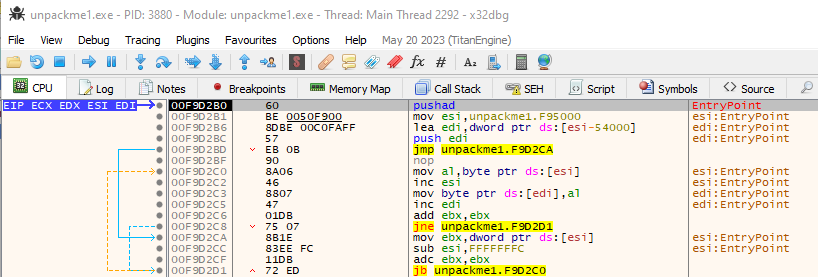 unpackme1.exe - PID: 3880 - Module: unpackme1.exe - Thread: Main Thread 2292 - x32dbg
File View Debug Tracing Plugins Favourites Options Help May 20 2023 (TitanEngine)
CPU Log Notes Breakpoints Memory Map Call Stack SEH Script Symbols Source
EIP ECX EDX ESI EDI 00F9D2B0 60 pushad EntryPoint
00F9D2B1 BE 0050F900 mov esi,unpackme1.F95000 esi:EntryPoint
00F9D2B6 8DBE 00C0FAFF lea edi,dword ptr ds:[esi-54000] edi:EntryPoint
00F9D2BC 57 push edi edi:EntryPoint
00F9D2BD EB 0B jmp unpackme1.F9D2CA
00F9D2BF 90 nop
00F9D2C0 8A06 mov al,byte ptr ds:[esi] esi:EntryPoint
00F9D2C2 46 inc esi esi:EntryPoint
00F9D2C3 8807 mov byte ptr ds:[edi],al edi:EntryPoint
00F9D2C5 47 inc edi edi:EntryPoint
00F9D2C6 01DB add ebx,ebx
00F9D2C8 75 07 jne unpackme1.F9D2D1
00F9D2CA 8B1E mov ebx,dword ptr ds:[esi] esi:EntryPoint
00F9D2CC 83EE FC sub esi,FFFFFFFC esi:EntryPoint
00F9D2CF 11DB adc ebx,ebx
00F9D2D1 72 ED jb unpackme1.F9D2C0